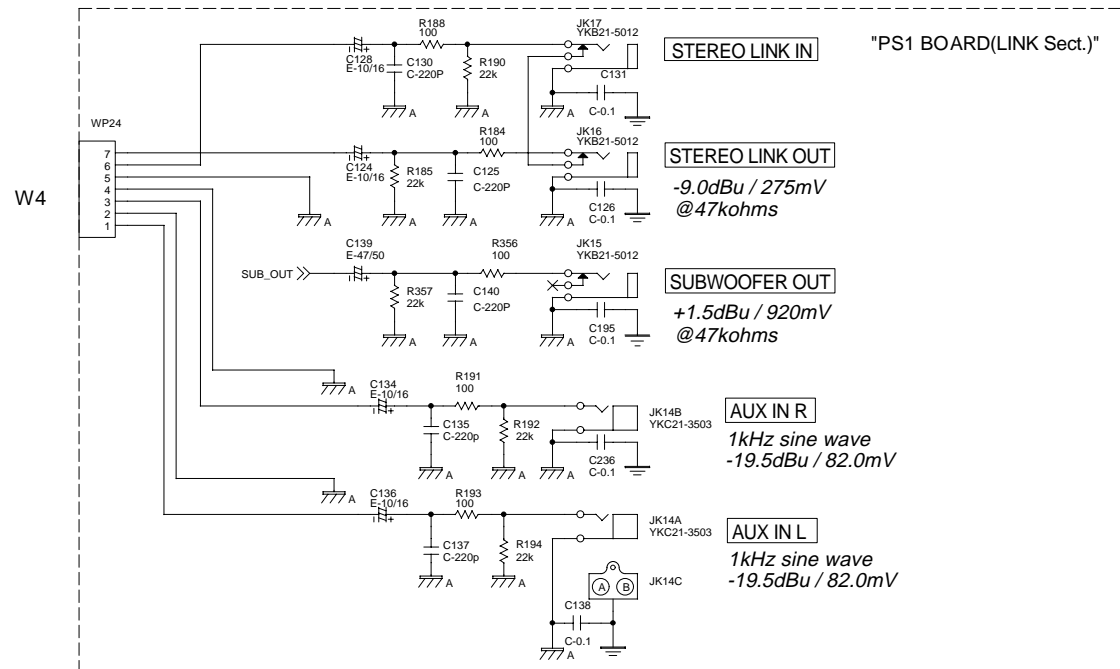 "PS1 BOARD(LINK Sect.)"
W4
WP24
7
6
5
4
3
2
1
C128
E-10/16
C130
C-220P
R188
100
R190
22k
A
A
JK17
YKB21-5012
C131
C-0.1
A
STEREO LINK IN
C124
E-10/16
R185
22k
C125
C-220P
R184
100
A
A
A
JK16
YKB21-5012
C126
C-0.1
A
STEREO LINK OUT
-9.0dBu / 275mV
@47kohms
SUB_OUT
C139
E-47/50
R357
22k
C140
C-220P
R356
100
A
A
JK15
YKB21-5012
C195
C-0.1
A
SUBWOOFER OUT
+1.5dBu / 920mV
@47kohms
A
C134
E-10/16
R191
100
C135
C-220p
R192
22k
A
A
JK14B
YKC21-3503
C236
C-0.1
A
AUX IN R
1kHz sine wave
-19.5dBu / 82.0mV
A
C136
E-10/16
R193
100
C137
C-220p
R194
22k
A
A
JK14A
YKC21-3503
AUX IN L
1kHz sine wave
-19.5dBu / 82.0mV
A B
JK14C
C138
C-0.1
A